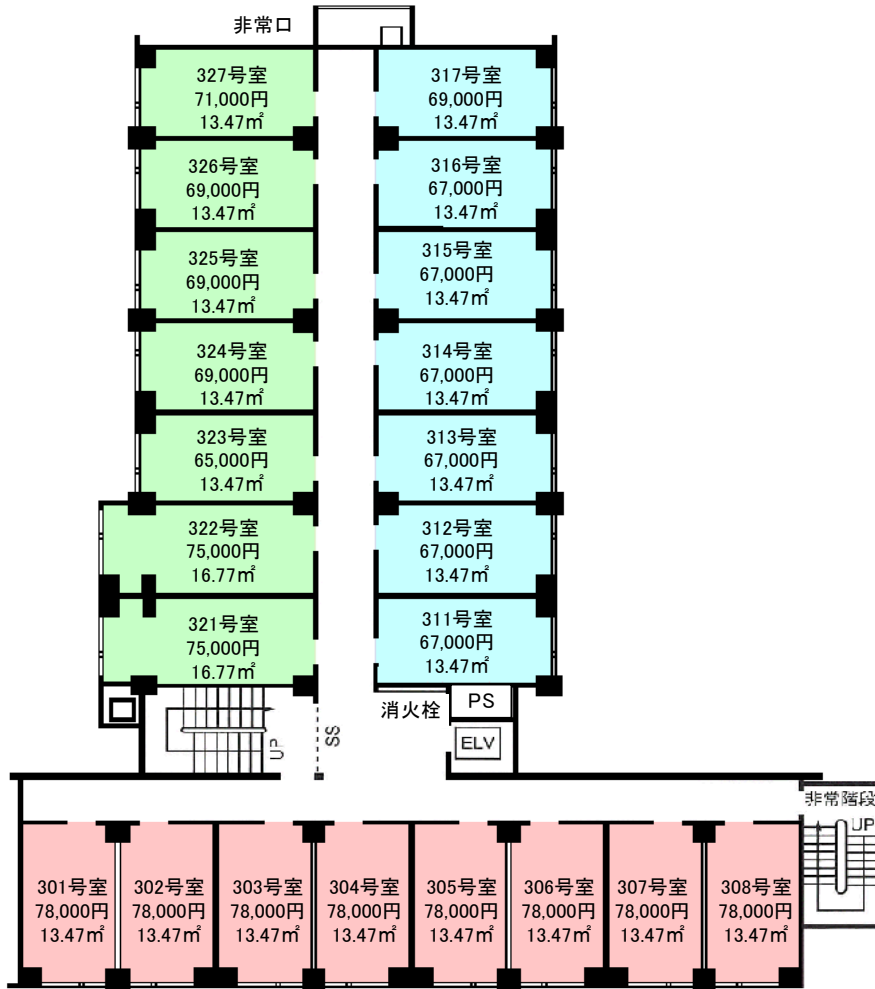 非常口
327号室
71,000円
13.47㎡
317号室
69,000円
13.47㎡
326号室
69,000円
13.47㎡
316号室
67,000円
13.47㎡
325号室
69,000円
13.47㎡
315号室
67,000円
13.47㎡
324号室
69,000円
13.47㎡
314号室
67,000円
13.47㎡
323号室
65,000円
13.47㎡
313号室
67,000円
13.47㎡
322号室
75,000円
16.77㎡
312号室
67,000円
13.47㎡
321号室
75,000円
16.77㎡
311号室
67,000円
13.47㎡
消火栓
PS
UP
SS
ELV
非常階段
UP
301号室
78,000円
13.47㎡
302号室
78,000円
13.47㎡
303号室
78,000円
13.47㎡
304号室
78,000円
13.47㎡
305号室
78,000円
13.47㎡
306号室
78,000円
13.47㎡
307号室
78,000円
13.47㎡
308号室
78,000円
13.47㎡